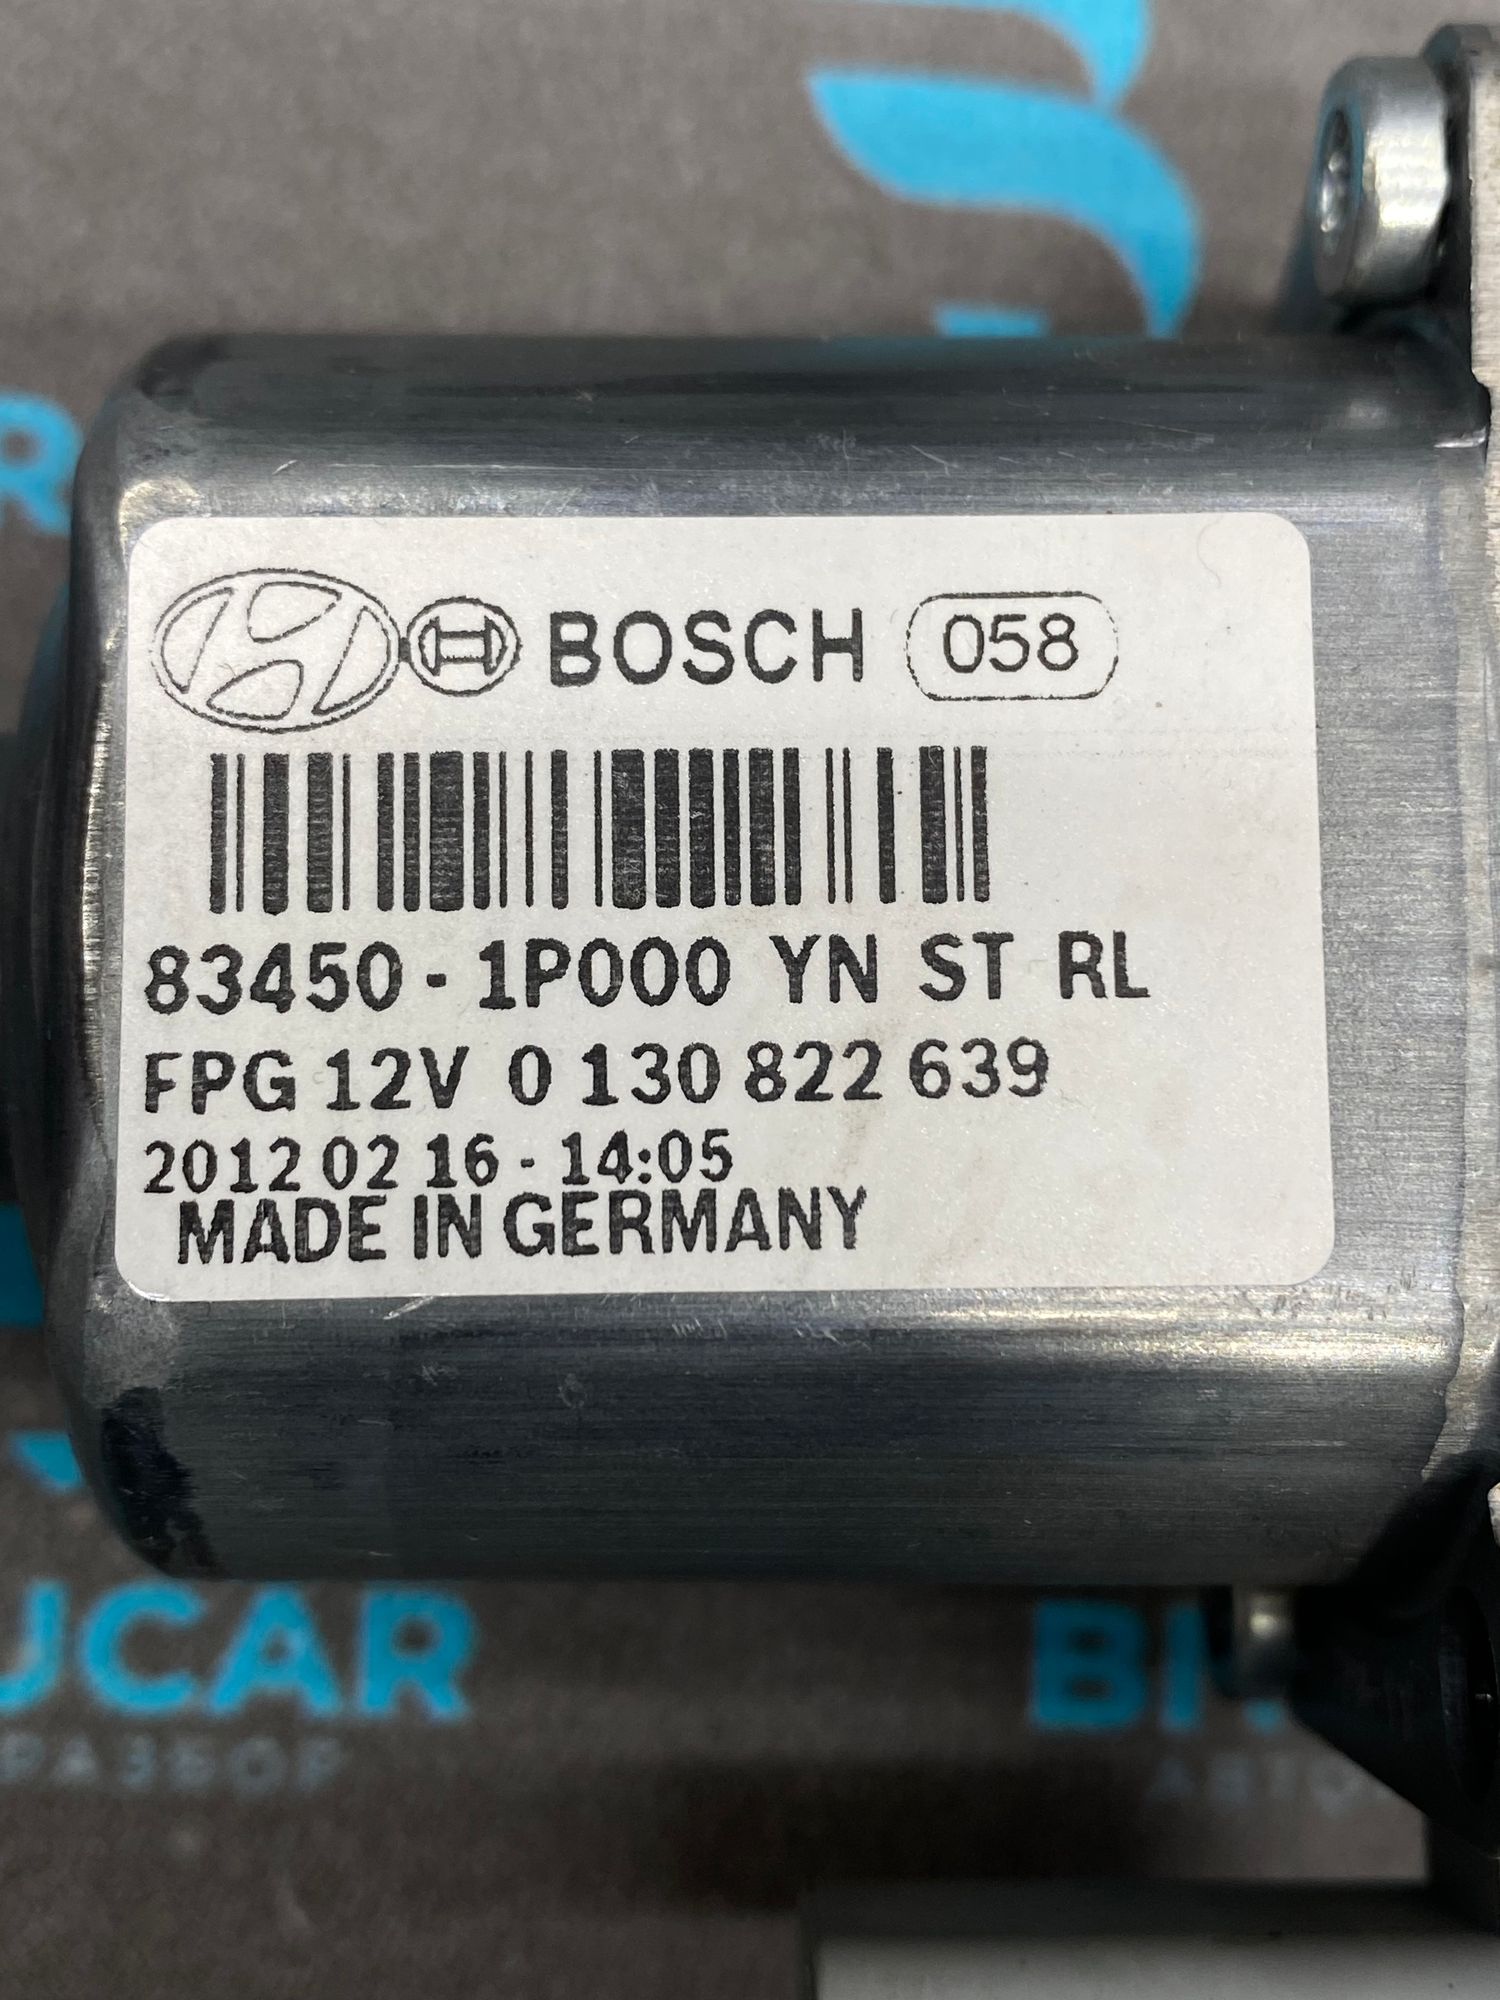 BOSCH 058
83450-1P000 YN ST RL
FPG 12V 0 130 822 639
2012 02 16 - 14:05
MADE IN GERMANY